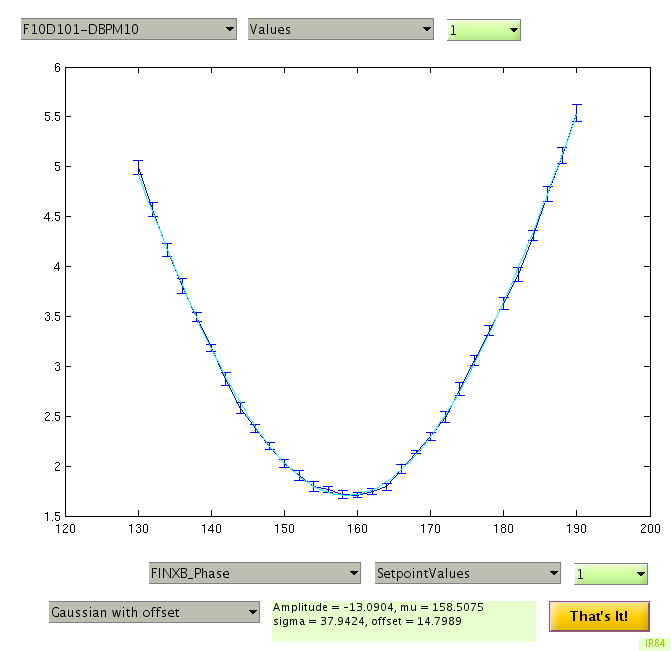 F10D101-DBPM10 Values 1
6
5.5
5
4.5
4
3.5
3
2.5
2
1.5
120 130 140 150 160 170 180 190 200
FINXB_Phase SetpointValues 1
Gaussian with offset
Amplitude = -13.0904, mu = 158.5075
sigma = 37.9424, offset = 14.7989
That's It!
IR84